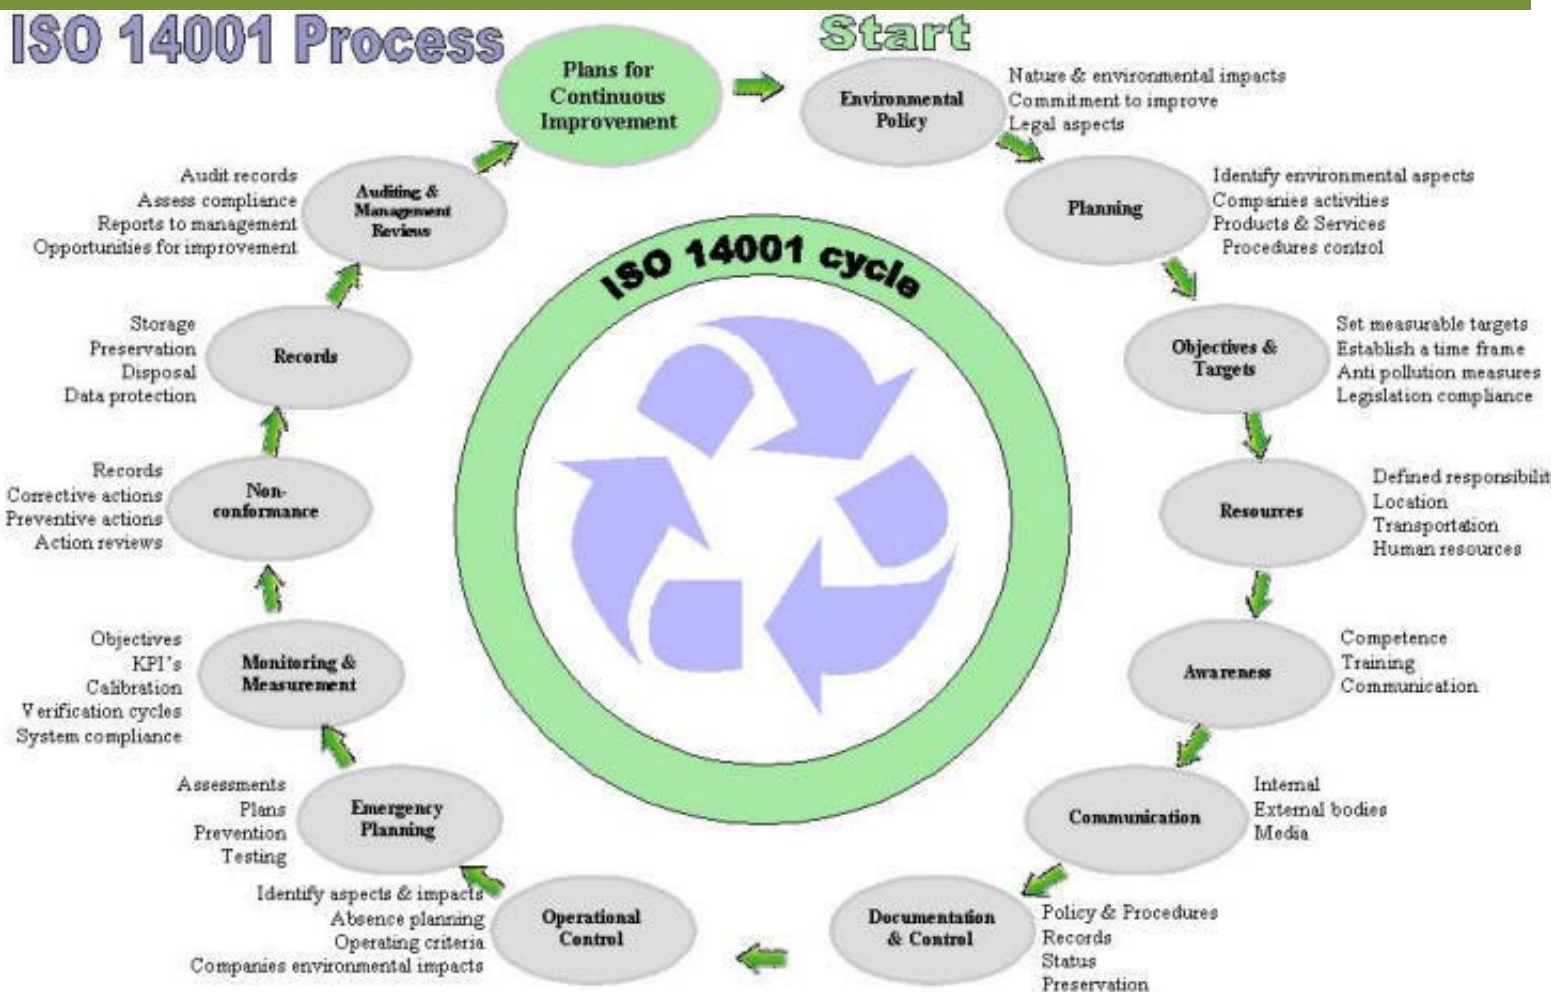 ISO 14001 Process
Start
Plans for
Continuous
Improvement
Environmental
Policy
Nature & environmental impacts
Commitment to improve
Legal aspects
Planning
Identify environmental aspects
Companies activities
Products & Services
Procedures control
Objectives &
Targets
Set measurable targets
Establish a time frame
Anti pollution measures
Legislation compliance
Resources
Defined responsibilit
Location
Transportation
Human resources
Awareness
Competence
Training
Communication
Communication
Internal
External bodies
Media
Documentation
& Control
Policy & Procedures
Records
Status
Preservation
Operational
Control
Identify aspects & impacts
Absence planning
Operating criteria
Companies environmental impacts
Emergency
Planning
Assessments
Plans
Prevention
Testing
Monitoring &
Measurement
Objectives
KPI's
Calibration
Verification cycles
System compliance
Non-
conformance
Records
Corrective actions
Preventive actions
Action reviews
Records
Storage
Preservation
Disposal
Data protection
Auditing &
Management
Reviews
Audit records
Assess compliance
Reports to management
Opportunities for improvement
ISO 14001 cycle